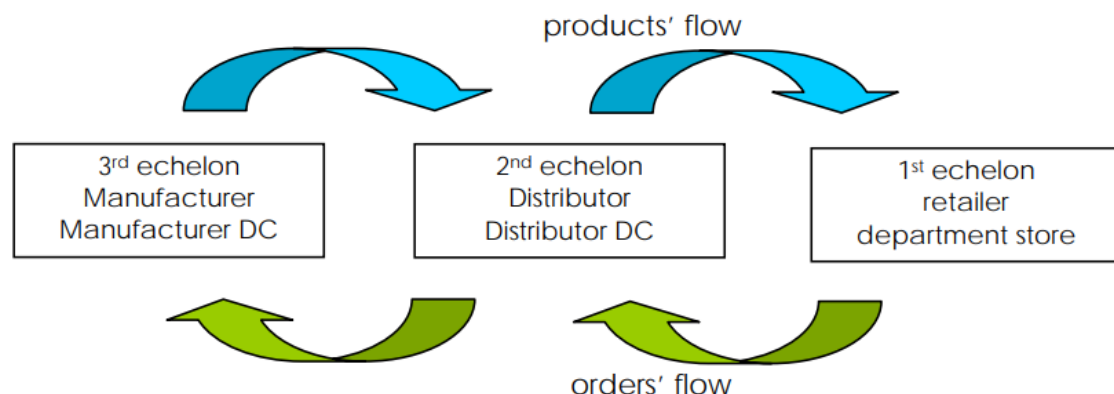 products’ flow
3rd echelon
Manufacturer
Manufacturer DC
2nd echelon
Distributor
Distributor DC
1st echelon
retailer
department store
orders’ flow